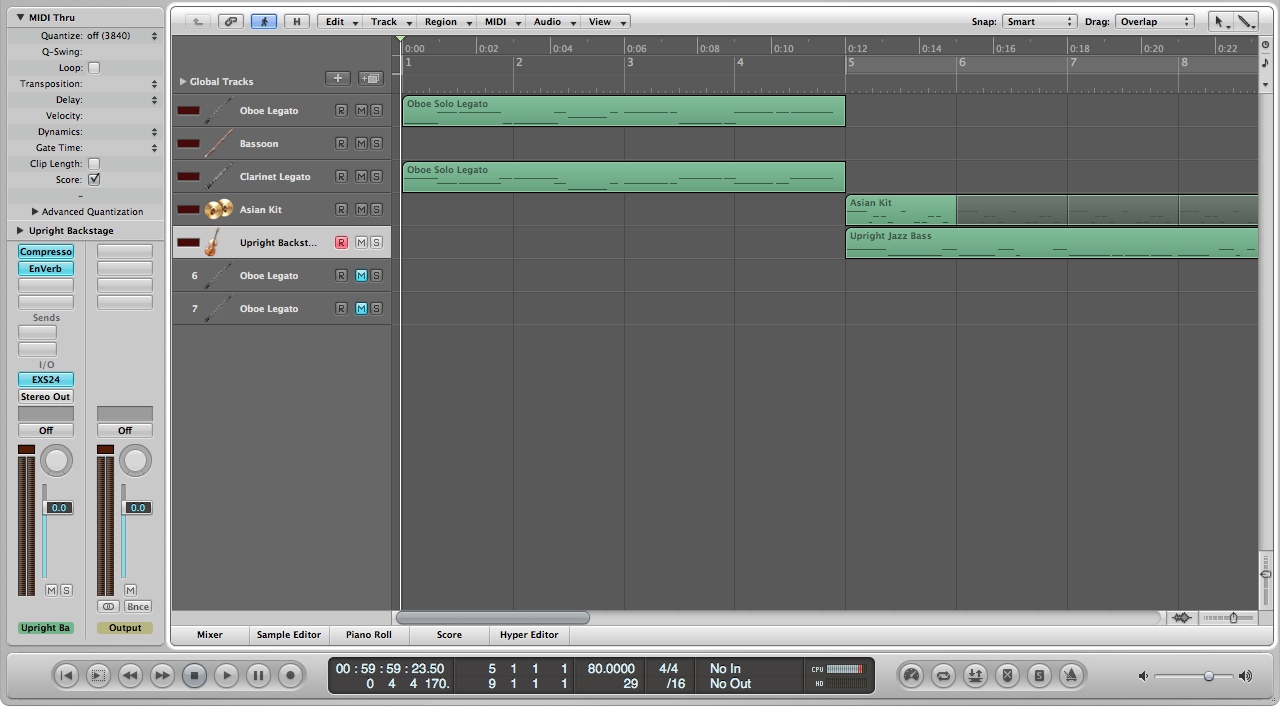 MIDI Thru
Quantize: off (3840)
Q-Swing:
Loop:
Transposition:
Delay:
Velocity:
Dynamics:
Gate Time:
Clip Length:
Score:
-
Advanced Quantization
Upright Backstage
Compresso
EnVerb
Sends
I/O
EXS24
Stereo Out
Off Off
0.0 0.0
M S M
Bnce
Upright Ba Output
H Edit Track Region MIDI Audio View Snap: Smart Drag: Overlap
0:00 0:02 0:04 0:06 0:08 0:10 0:12 0:14 0:16 0:18 0:20 0:22
1 2 3 4 5 6 7 8
Global Tracks
Oboe Legato R M S Oboe Solo Legato
Bassoon R M S
Clarinet Legato R M S Oboe Solo Legato
Asian Kit R M S Asian Kit
Upright Backst... R M S Upright Jazz Bass
6 Oboe Legato R M S
7 Oboe Legato R M S
Mixer Sample Editor Piano Roll Score Hyper Editor
00 : 59 : 59 : 23.50 5 1 1 1 80.0000 4/4 No In CPU
0 4 4 170. 9 1 1 1 29 /16 No Out HD
S